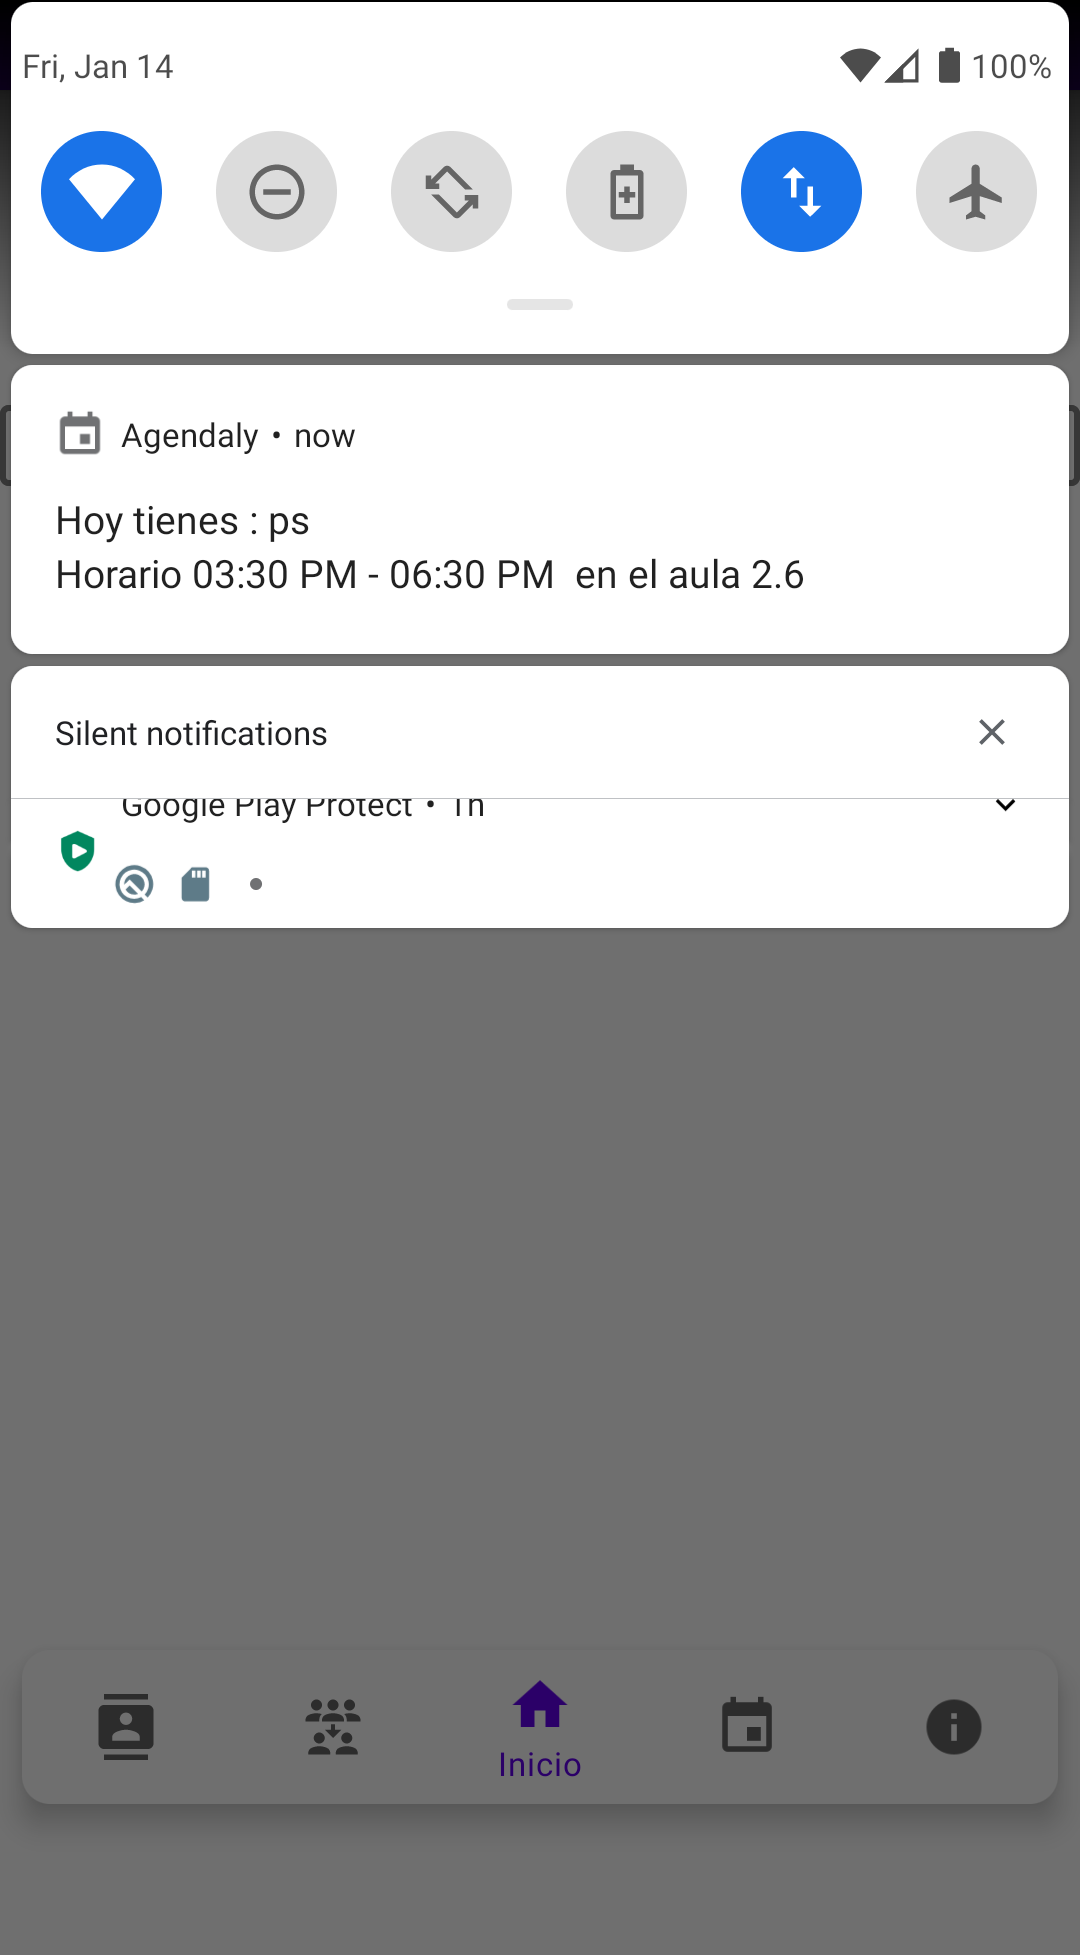 Fri, Jan 14 100%
Agendaly • now
Hoy tienes : ps
Horario 03:30 PM - 06:30 PM en el aula 2.6
Silent notifications
Google Play Protect • 1h
Inicio